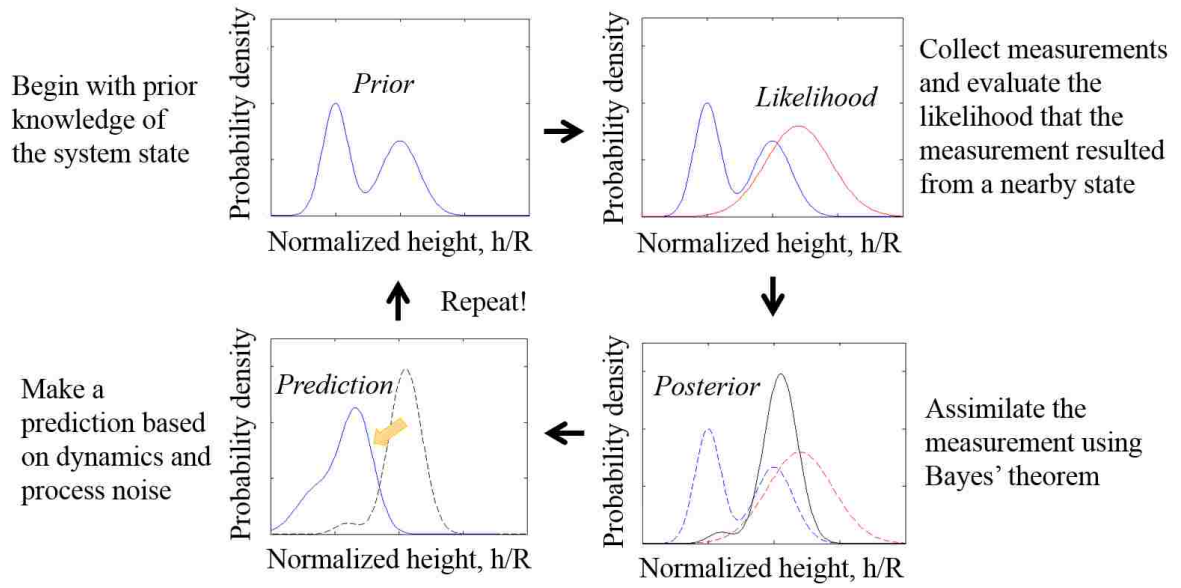 Begin with prior
knowledge of
the system state
Probability density
Prior
Normalized height, h/R
Probability density
Likelihood
Normalized height, h/R
Collect measurements
and evaluate the
likelihood that the
measurement resulted
from a nearby state
Repeat!
Make a
prediction based
on dynamics and
process noise
Probability density
Prediction
Normalized height, h/R
Probability density
Posterior
Normalized height, h/R
Assimilate the
measurement using
Bayes’ theorem